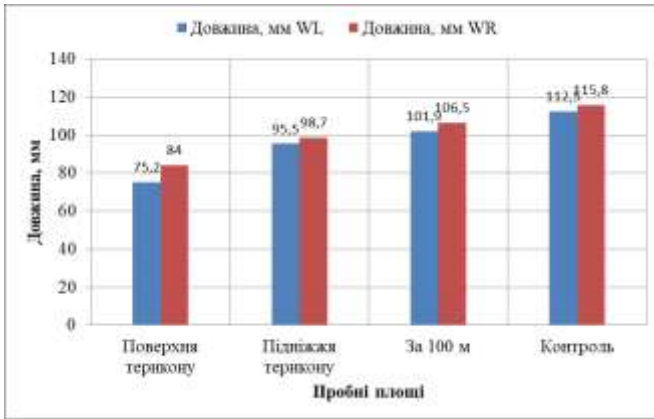 Довжина, мм WL Довжина, мм WR
140
120
100
80
60
40
20
0
Довжина, мм
75,2 84 95,5 98,7 101,9 106,5 112,5 115,8
Поверхня терикону
Підніжжя терикону
За 100 м
Контроль
Пробні площі